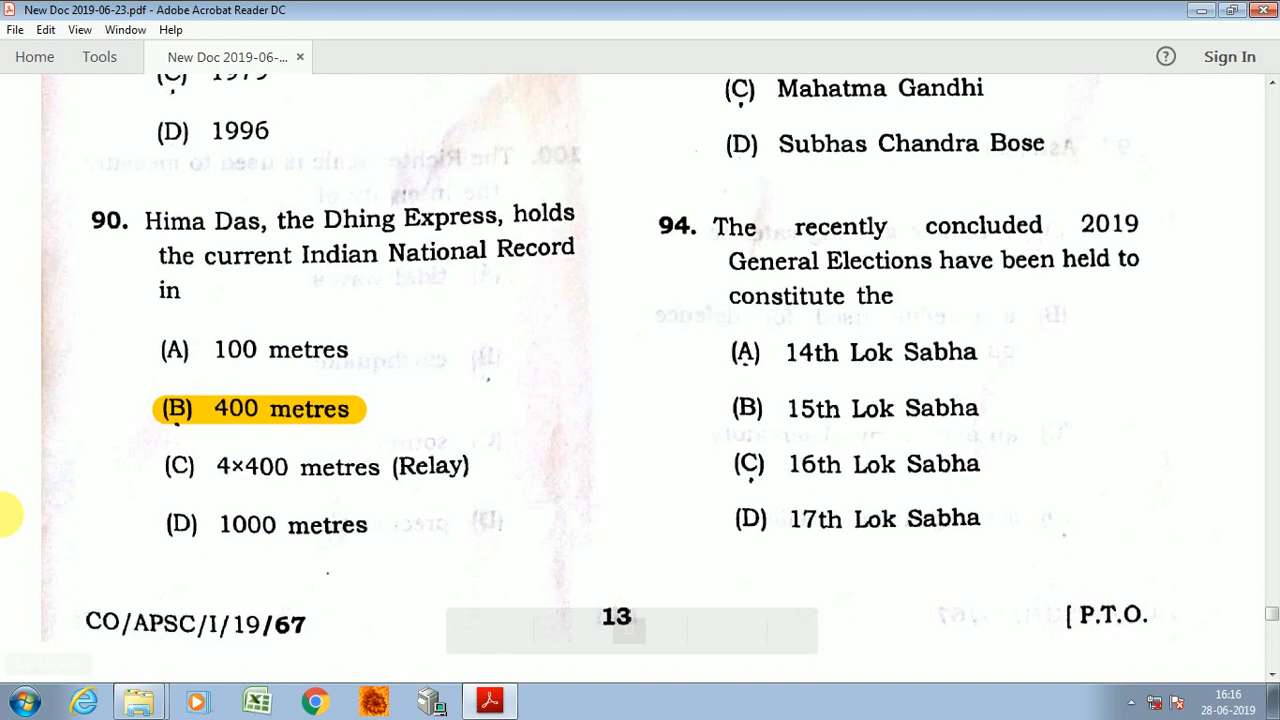 New Doc 2019-06-23.pdf - Adobe Acrobat Reader DC
File Edit View Window Help
Home Tools New Doc 2019-06-... × ? Sign In
(C) 1979
(D) 1996
90. Hima Das, the Dhing Express, holds
the current Indian National Record
in
(A) 100 metres
(B) 400 metres
(C) 4×400 metres (Relay)
(D) 1000 metres
(C) Mahatma Gandhi
(D) Subhas Chandra Bose
94. The recently concluded 2019
General Elections have been held to
constitute the
(A) 14th Lok Sabha
(B) 15th Lok Sabha
(C) 16th Lok Sabha
(D) 17th Lok Sabha
CO/APSC/I/19/67 13 [ P.T.O.
16:16
28-06-2019